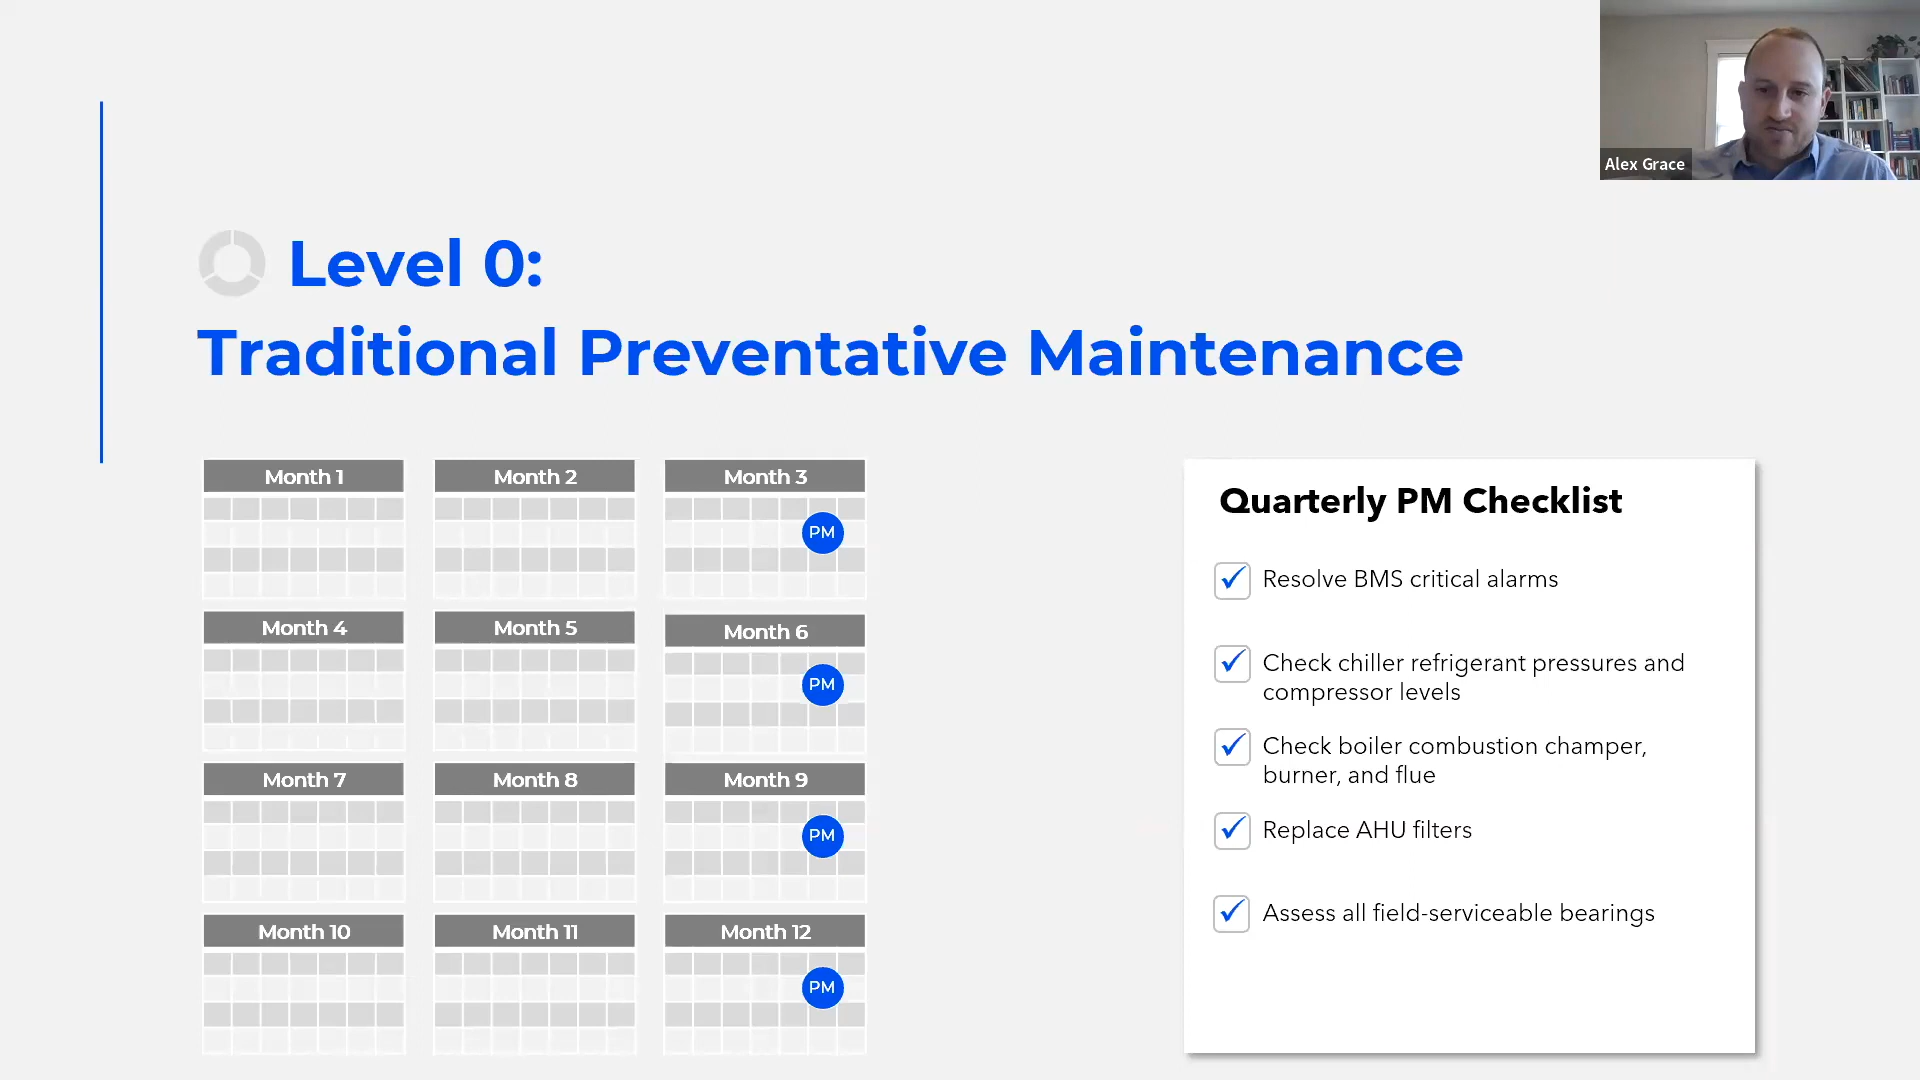 Alex Grace
Level 0:
Traditional Preventative Maintenance
Month 1
Month 2
Month 3
PM
Month 4
Month 5
Month 6
PM
Month 7
Month 8
Month 9
PM
Month 10
Month 11
Month 12
PM
Quarterly PM Checklist
Resolve BMS critical alarms
Check chiller refrigerant pressures and
compressor levels
Check boiler combustion champer,
burner, and flue
Replace AHU filters
Assess all field-serviceable bearings